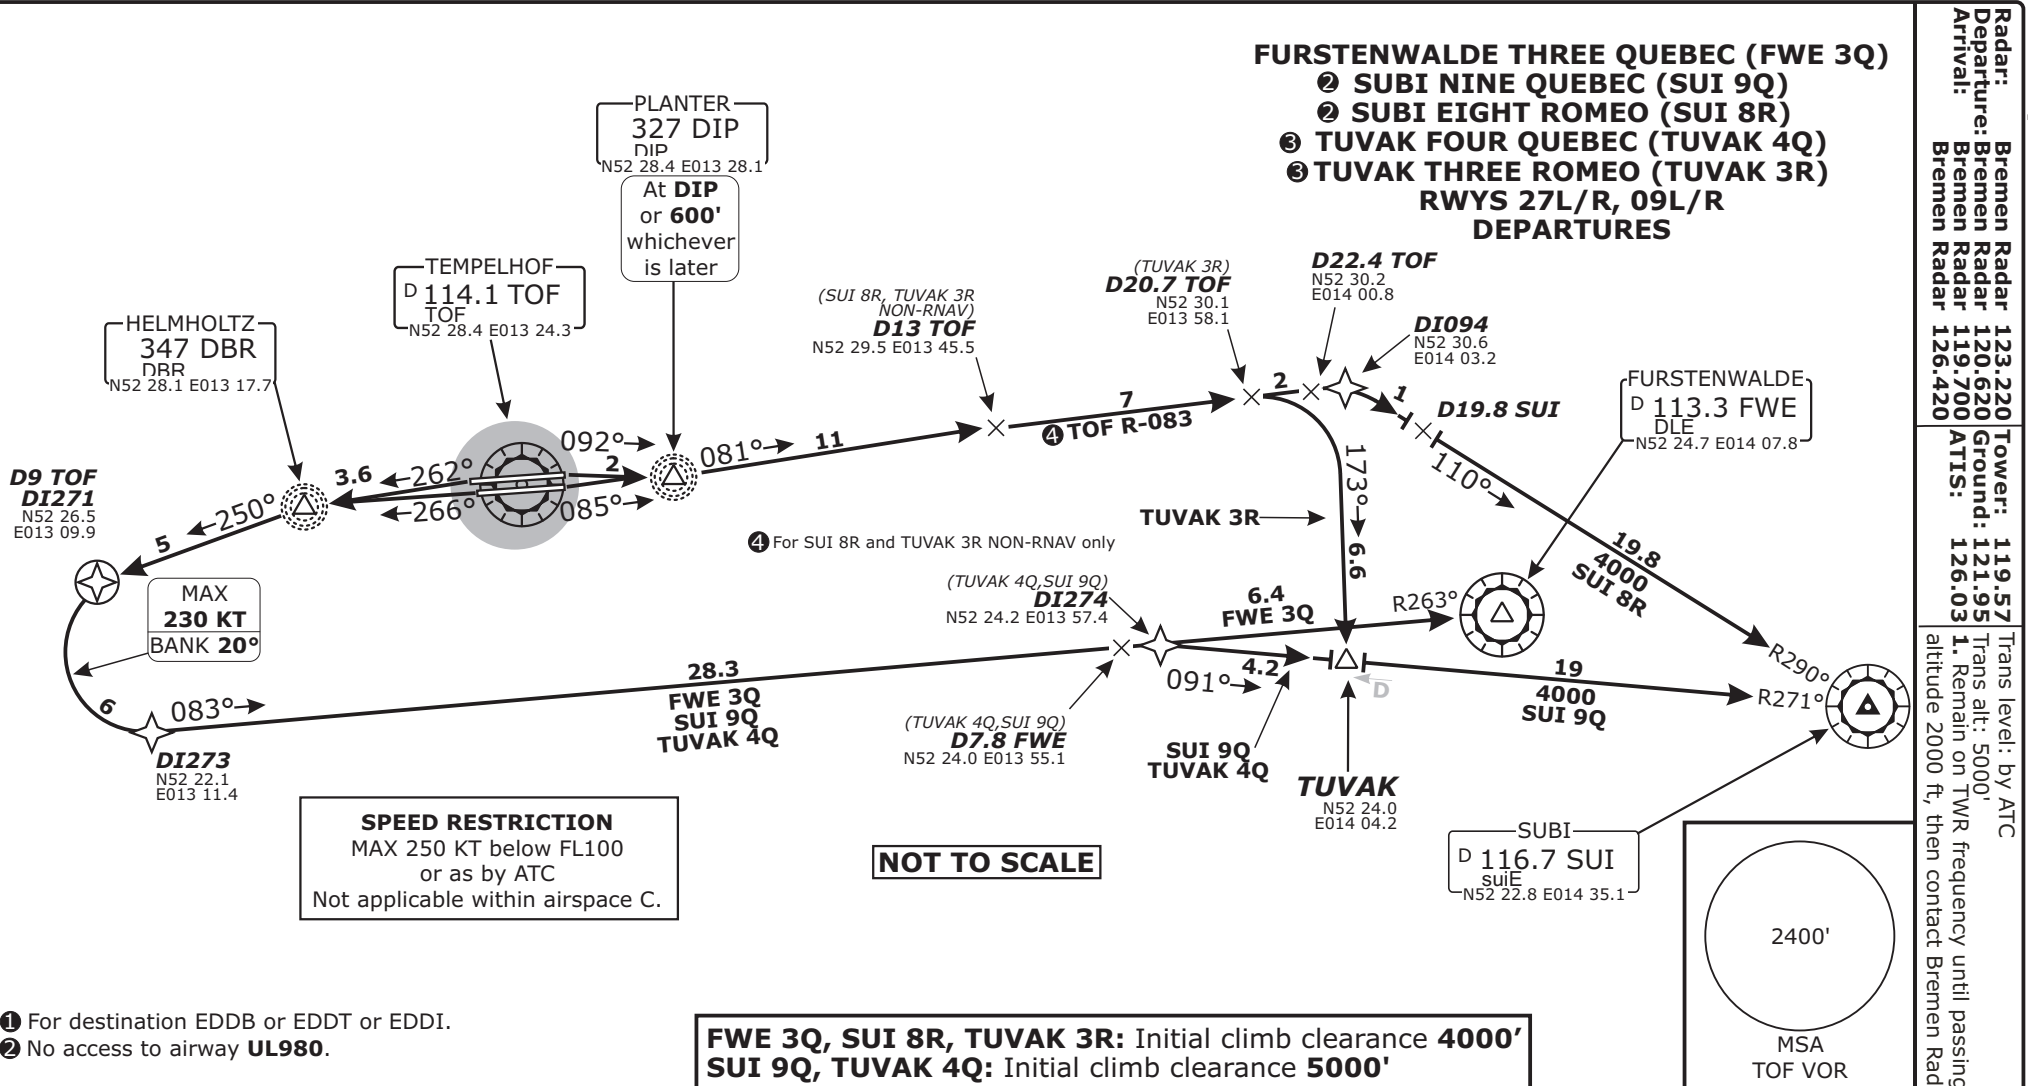 FURSTENWALDE THREE QUEBEC (FWE 3Q)
❷ SUBI NINE QUEBEC (SUI 9Q)
❷ SUBI EIGHT ROMEO (SUI 8R)
❸ TUVAK FOUR QUEBEC (TUVAK 4Q)
❸ TUVAK THREE ROMEO (TUVAK 3R)
RWYS 27L/R, 09L/R
DEPARTURES
PLANTER
327 DIP
DIP
N52 28.4 E013 28.1
At DIP
or 600'
whichever
is later
TEMPELHOF
D 114.1 TOF
TOF
N52 28.4 E013 24.3
HELMHOLTZ
347 DBR
DBR
N52 28.1 E013 17.7
(SUI 8R, TUVAK 3R
NON-RNAV)
D13 TOF
N52 29.5 E013 45.5
(TUVAK 3R)
D20.7 TOF
N52 30.1
E013 58.1
D22.4 TOF
N52 30.2
E014 00.8
DI094
N52 30.6
E014 03.2
FURSTENWALDE
D 113.3 FWE
DLE
N52 24.7 E014 07.8
D19.8 SUI
D9 TOF
DI271
N52 26.5
E013 09.9
250°
5
3.6
262°
266°
092°
2
085°
081°
11
7
❹ TOF R-083
2
1
110°
19.8
4000
SUI 8R
173°
6.6
TUVAK 3R
❹ For SUI 8R and TUVAK 3R NON-RNAV only
MAX
230 KT
BANK 20°
6
083°
DI273
N52 22.1
E013 11.4
28.3
FWE 3Q
SUI 9Q
TUVAK 4Q
(TUVAK 4Q,SUI 9Q)
DI274
N52 24.2 E013 57.4
6.4
FWE 3Q
R263°
(TUVAK 4Q,SUI 9Q)
D7.8 FWE
N52 24.0 E013 55.1
091°
4.2
SUI 9Q
TUVAK 4Q
D
TUVAK
N52 24.0
E014 04.2
19
4000
SUI 9Q
R290°
R271°
SUBI
D 116.7 SUI
suiE
N52 22.8 E014 35.1
SPEED RESTRICTION
MAX 250 KT below FL100
or as by ATC
Not applicable within airspace C.
NOT TO SCALE
2400'
MSA
TOF VOR
❶ For destination EDDB or EDDT or EDDI.
❷ No access to airway UL980.
FWE 3Q, SUI 8R, TUVAK 3R: Initial climb clearance 4000’
SUI 9Q, TUVAK 4Q: Initial climb clearance 5000'
Radar: Bremen Radar 123.220
Departure: Bremen Radar 120.620
Bremen Radar 119.700
Arrival: Bremen Radar 126.420
Tower: 119.57
Ground: 121.95
ATIS: 126.03
Trans level: by ATC
Trans alt: 5000'
1. Remain on TWR frequency until passing
altitude 2000 ft, then contact Bremen Rad